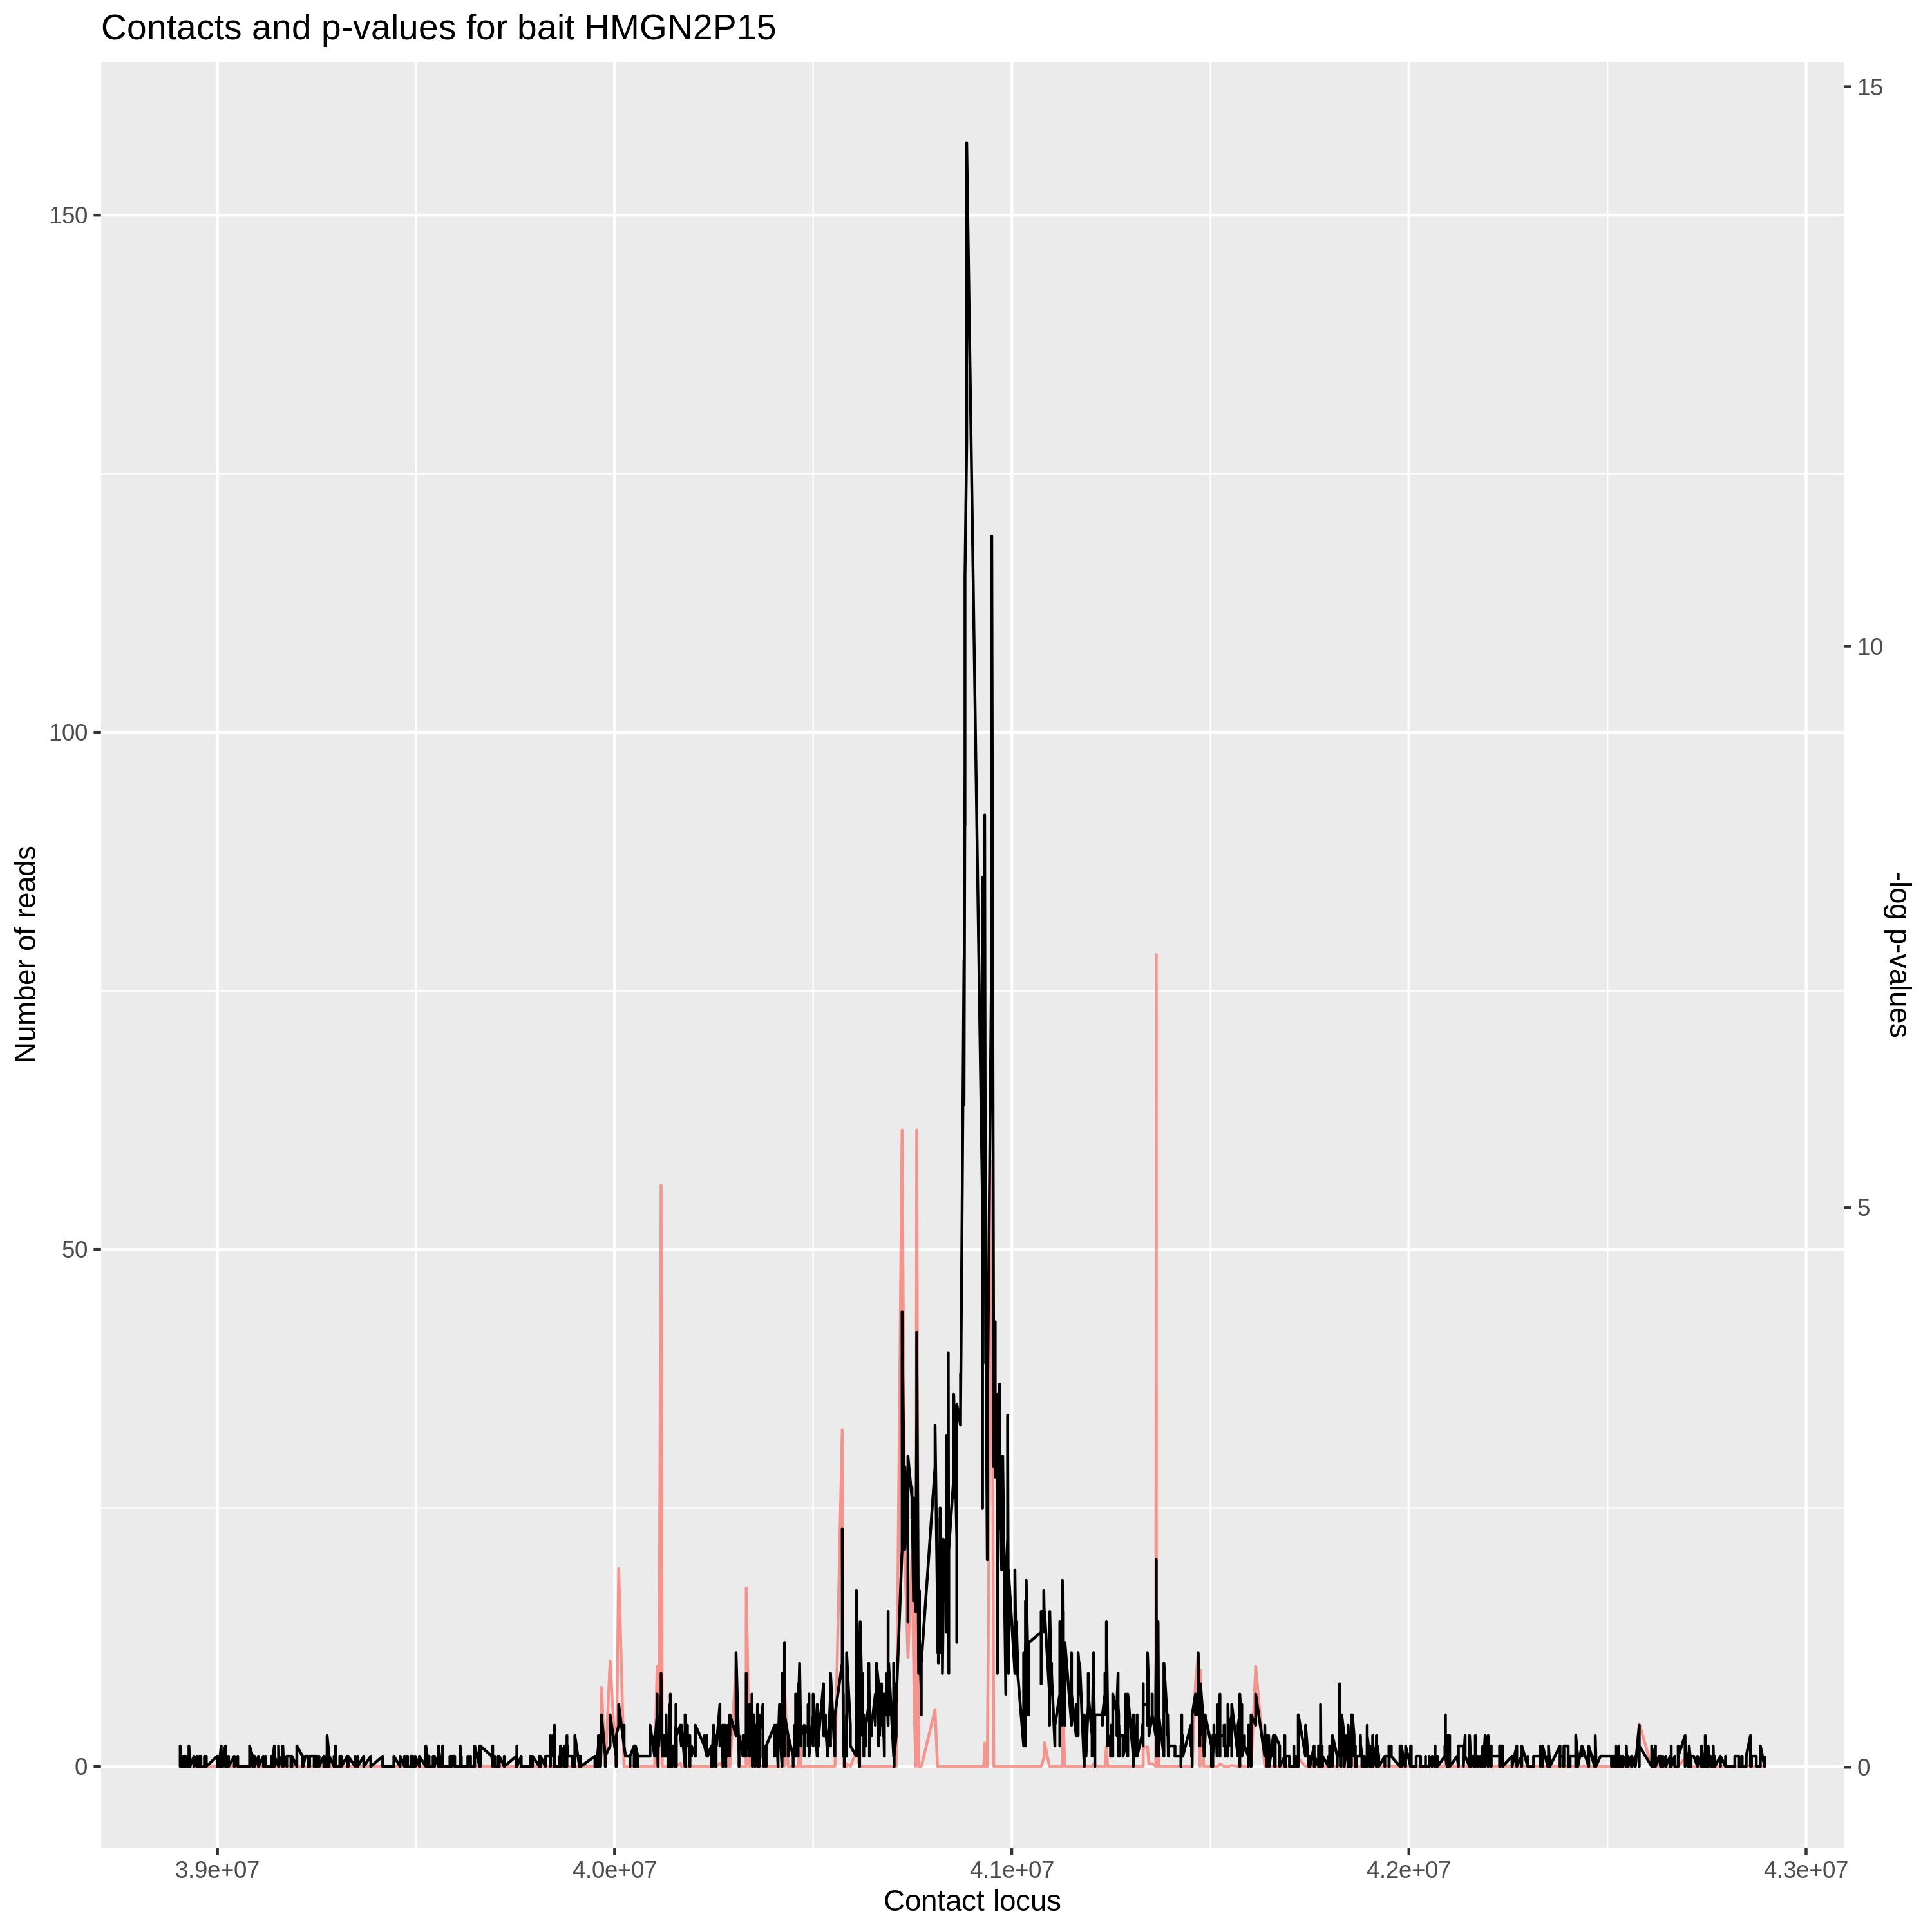 Contacts and p-values for bait HMGN2P15
15
150
10
100
Number of reads
-log p-values
5
50
0
0
3.9e+07
4.0e+07
4.1e+07
4.2e+07
4.3e+07
Contact locus